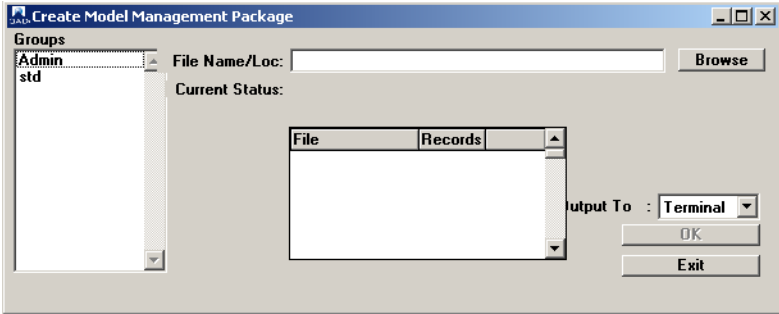 Create Model Management Package
Groups
Admin
std
File Name/Loc:
Browse
Current Status:
File Records
utput To : Terminal
OK
Exit